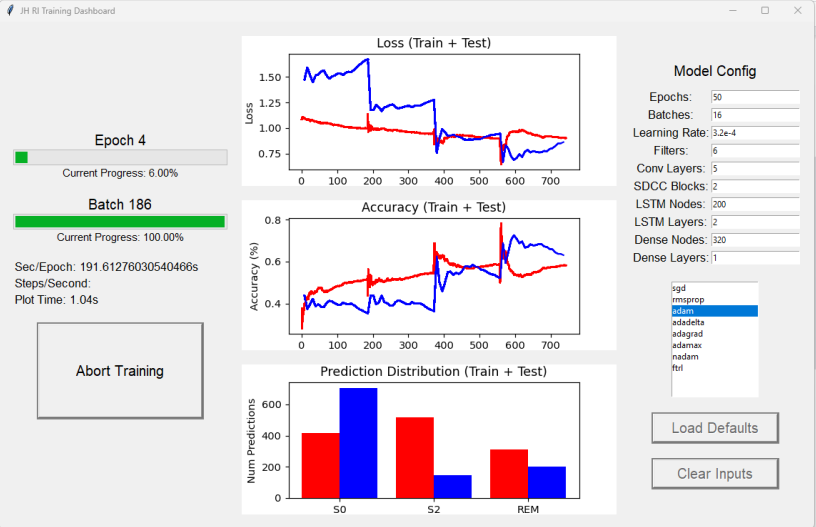 JH RI Training Dashboard
Epoch 4
Current Progress: 6.00%
Batch 186
Current Progress: 100.00%
Sec/Epoch: 191.61276030540466s
Steps/Second:
Plot Time: 1.04s
Abort Training
Loss (Train + Test)
Loss
1.50
1.25
1.00
0.75
0 100 200 300 400 500 600 700
Accuracy (Train + Test)
Accuracy (%)
0.8
0.6
0.4
0 100 200 300 400 500 600 700
Prediction Distribution (Train + Test)
Num Predictions
600
400
200
0
S0 S2 REM
Model Config
Epochs: 50
Batches: 16
Learning Rate: 3.2e-4
Filters: 6
Conv Layers: 5
SDCC Blocks: 2
LSTM Nodes: 200
LSTM Layers: 2
Dense Nodes: 320
Dense Layers: 1
sgd
rmsprop
adam
adadelta
adagrad
adamax
nadam
ftrl
Load Defaults
Clear Inputs